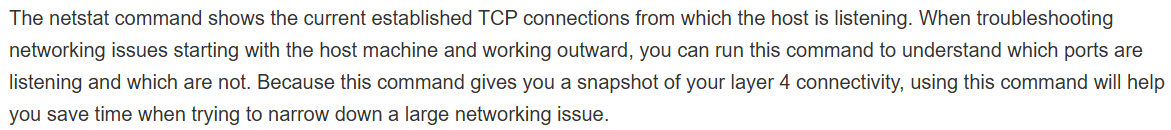 The netstat command shows the current established TCP connections from which the host is listening. When troubleshooting
networking issues starting with the host machine and working outward, you can run this command to understand which ports are
listening and which are not. Because this command gives you a snapshot of your layer 4 connectivity, using this command will help
you save time when trying to narrow down a large networking issue.